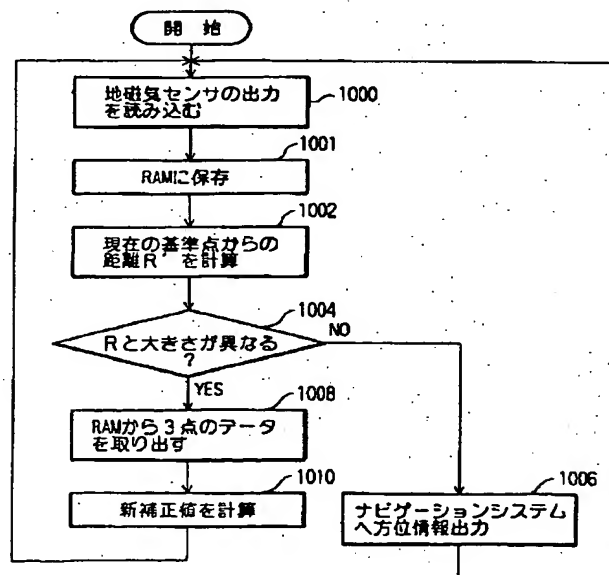 開 始
地磁気センサの出力
を読み込む
1000
1001
RAMに保存
1002
現在の基準点からの
距離R'を計算
1004
Rと大きさが異なる
?
NO
YES
1008
RAMから3点のデータ
を取り出す
1010
新補正値を計算
1006
ナビゲーションシステム
へ方位情報出力